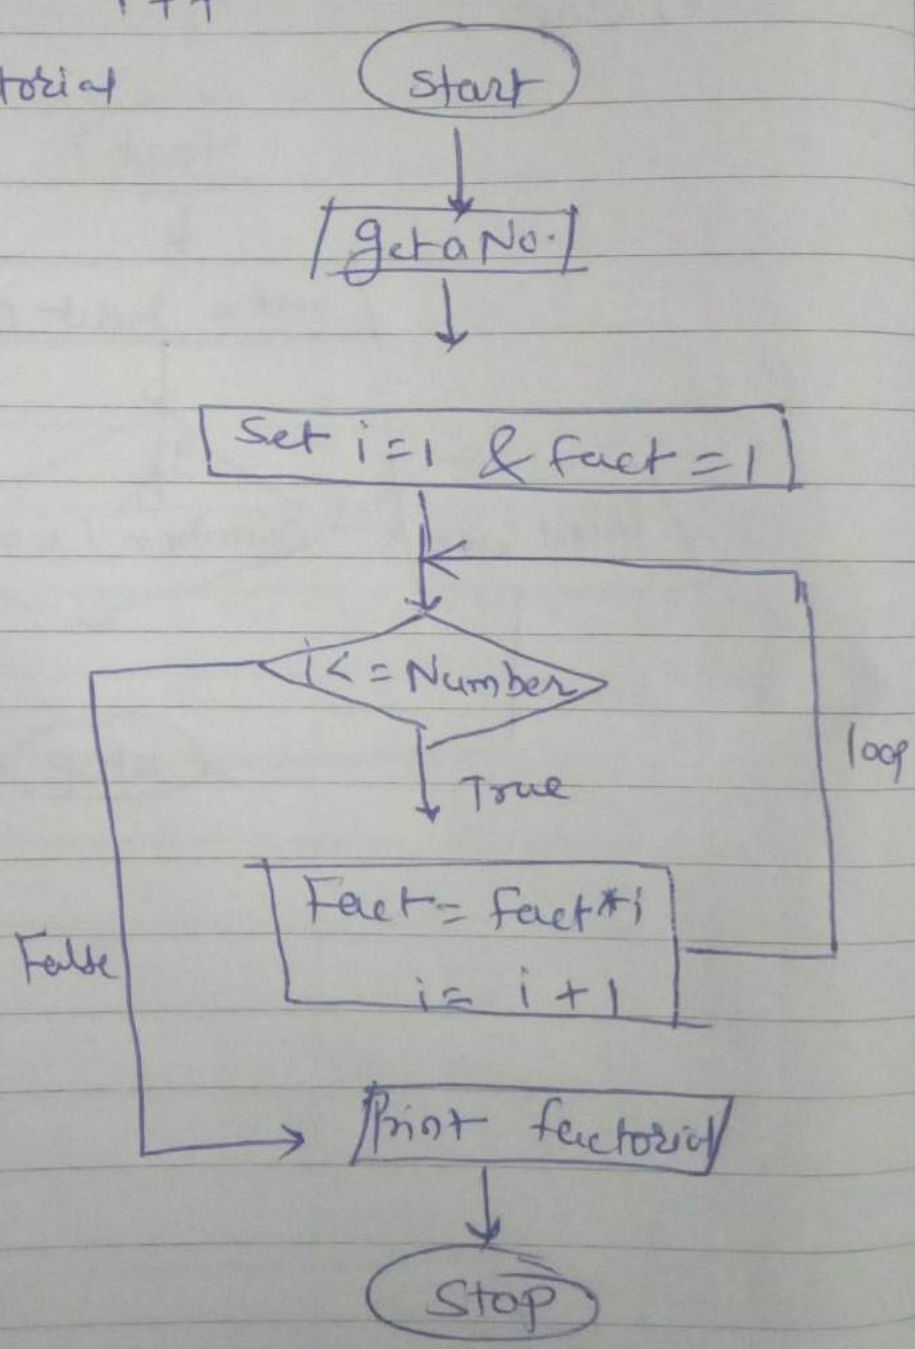 torial
Start
get a No.
Set i=1 & fact = 1
i<=Number
True
loop
Fact= fact*i
i= i+1
False
Print factorial
Stop